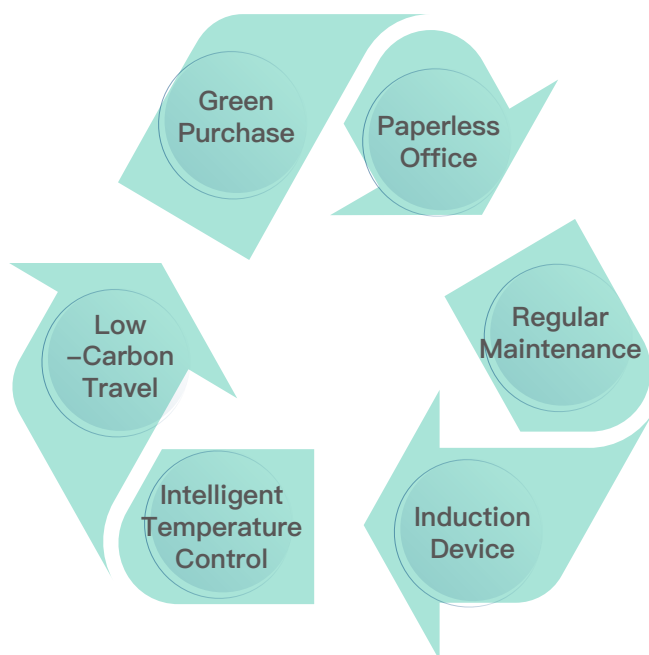 Green
Purchase
Paperless
Office
Regular
Maintenance
Induction
Device
Intelligent
Temperature
Control
Low
–Carbon
Travel